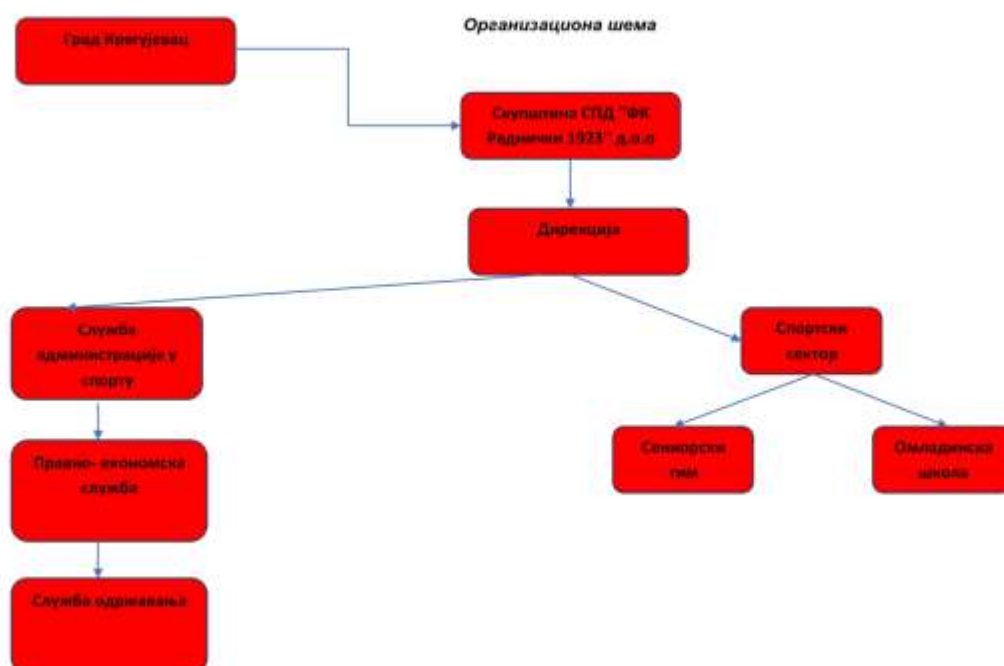 Организациона шема
Град Крагујевац
Скупштина СПД "ФК
Раднички 1923" д.о.о
Дирекција
Служба
администрације у
спорту
Спортски
сектор
Правно- економска
служба
Сениорски
тим
Омладинска
школа
Служба одржавања